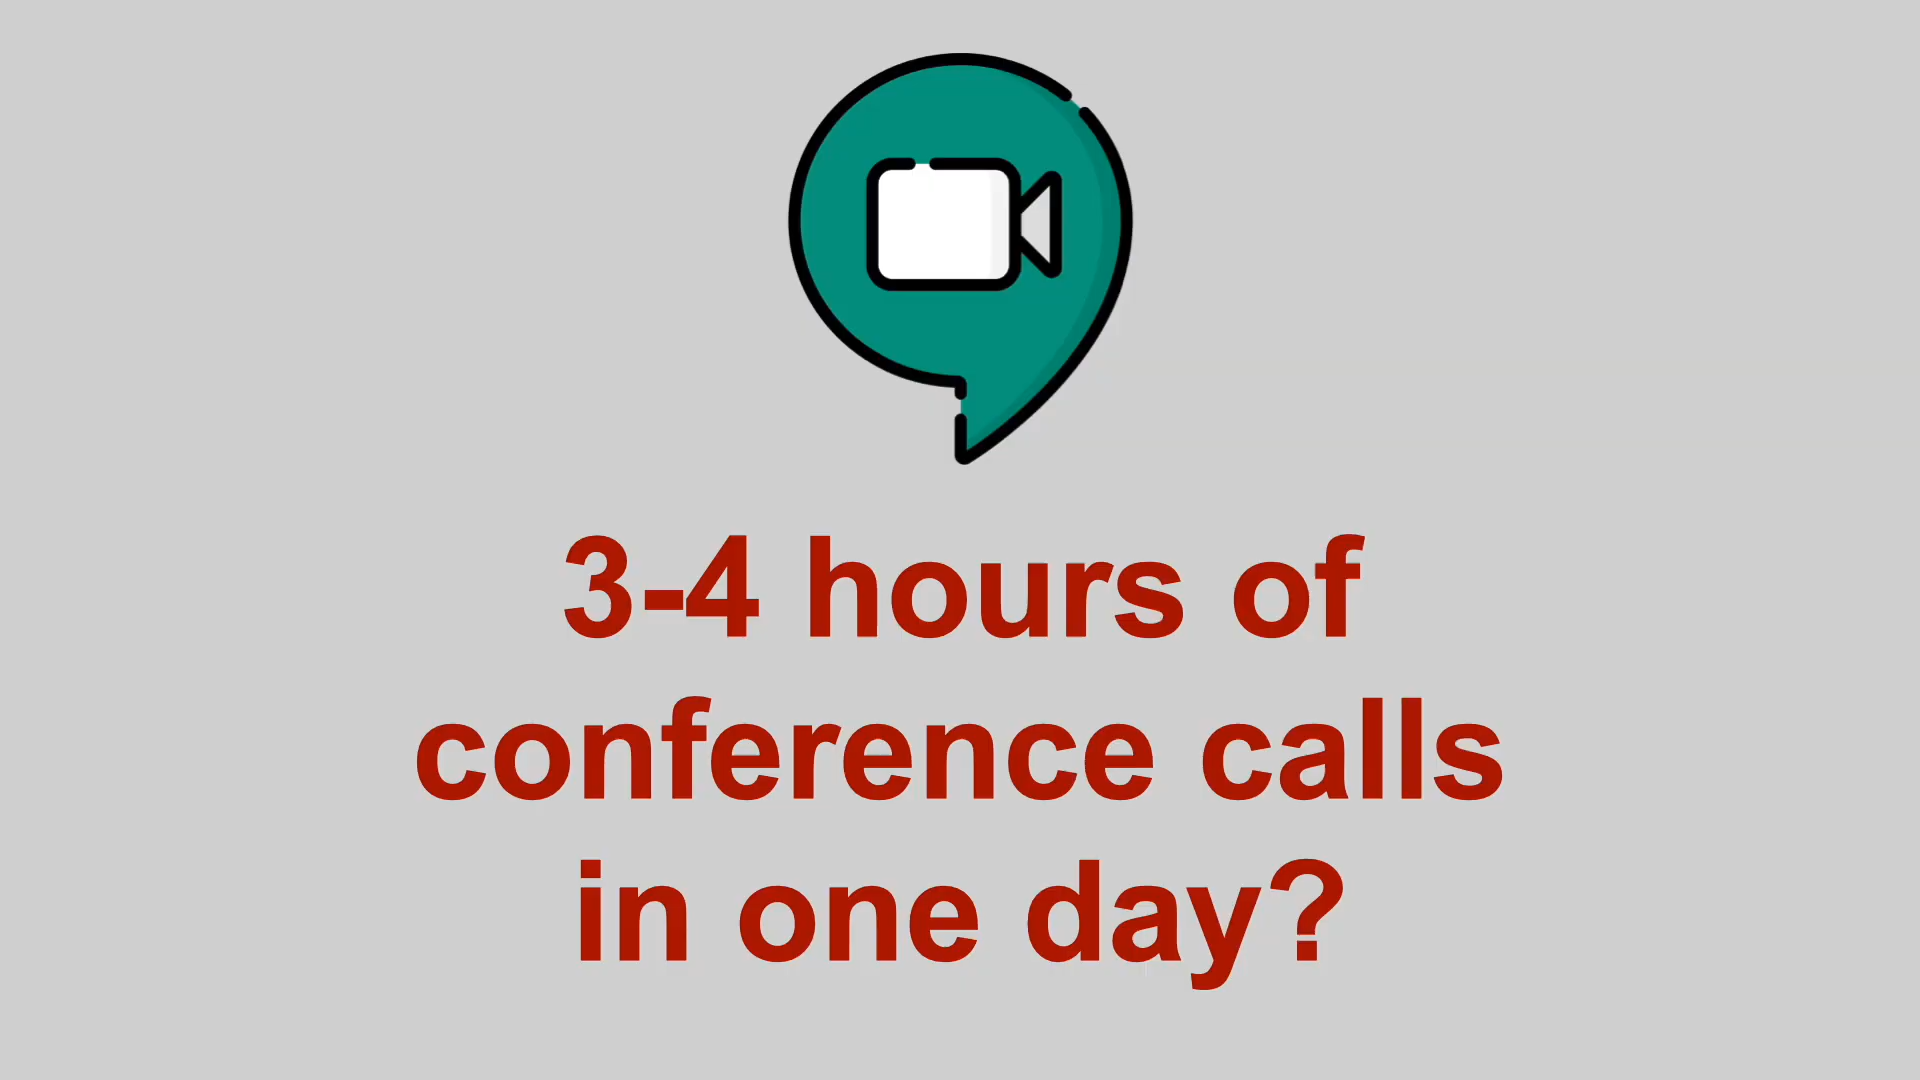 3-4 hours of
conference calls
in one day?